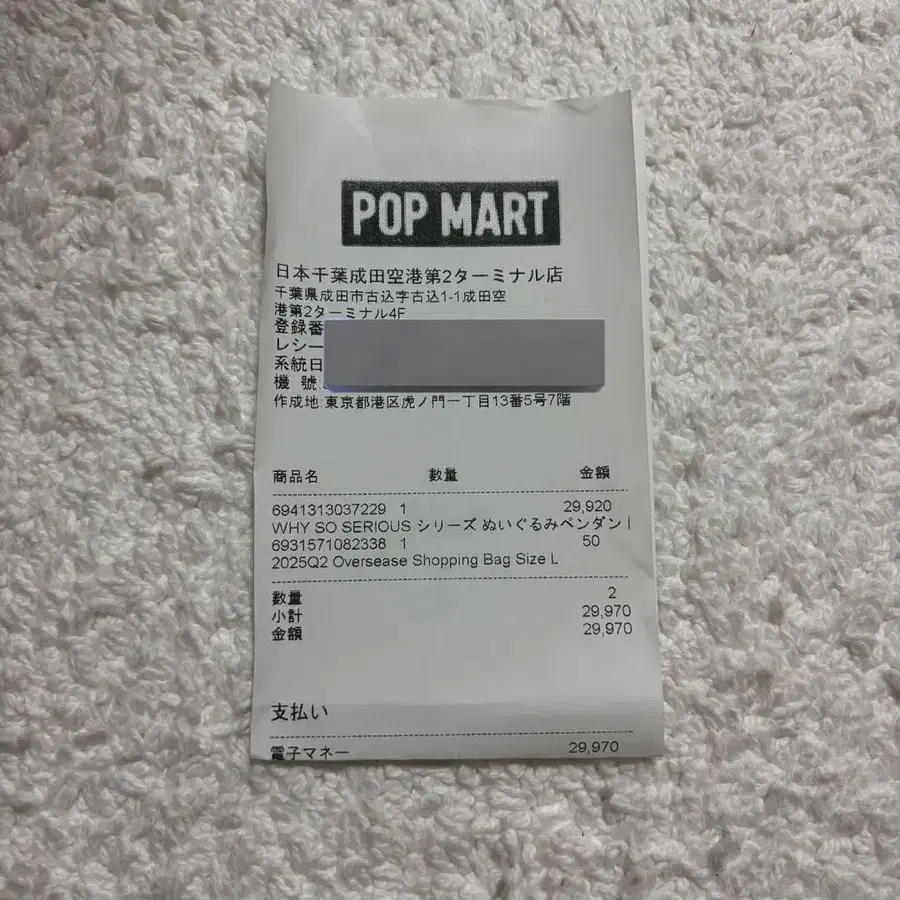 POP MART
日本千葉成田空港第2ターミナル店
千葉県成田市古込字古込1-1成田空
港第2ターミナル4F
登録番
レシー
系統日
機 號:
作成地:東京都港区虎ノ門一丁目13番5号7階
商品名 數量 金額
6941313037229 1 29,920
WHY SO SERIOUS シリーズ ぬいぐるみペンダント
6931571082338 1 50
2025Q2 Oversease Shopping Bag Size L
數量 2
小計 29,970
金額 29,970
支払い
電子マネー 29,970